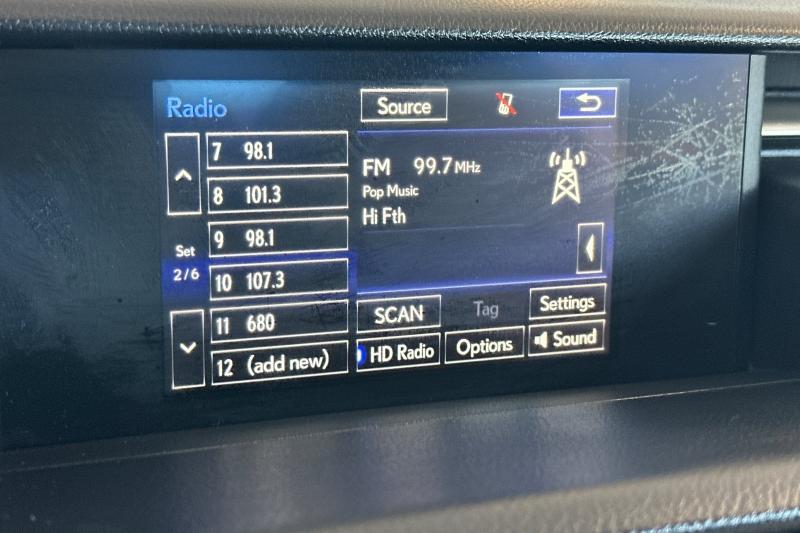 Radio
Source
7 98.1
8 101.3
9 98.1
10 107.3
11 680
12 (add new)
Set
2/6
FM 99.7 MHz
Pop Music
Hi Fth
SCAN
Tag
Settings
HD Radio
Options
Sound